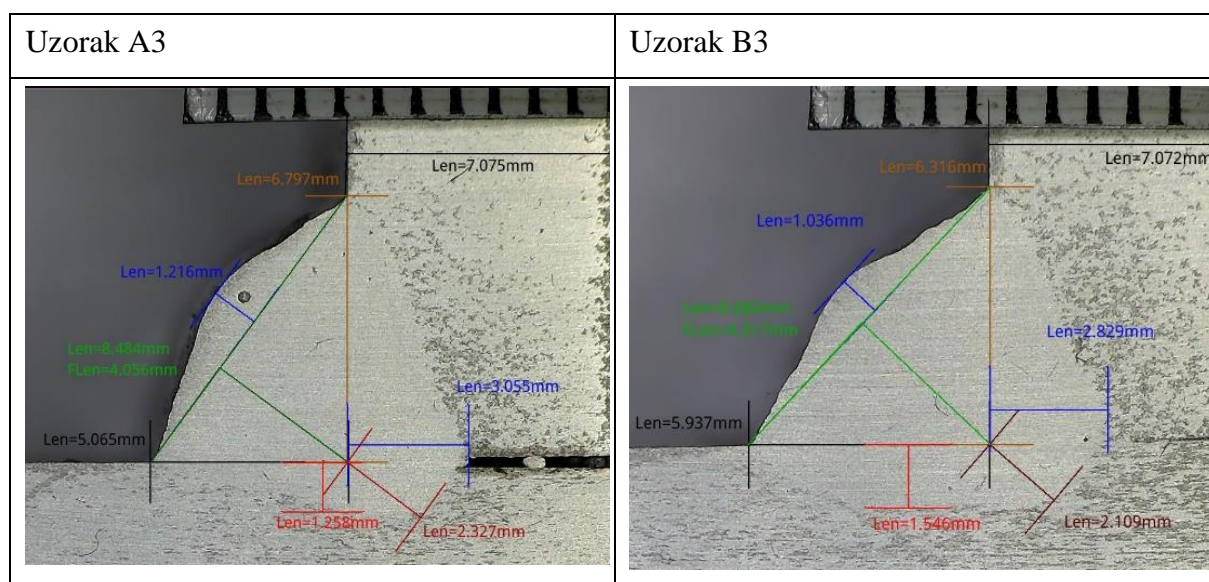 Uzorak A3
Len=7.075mm
Len=6.797mm
Len=1.216mm
Len=8.484mm
FLen=4.056mm
Len=3.055mm
Len=5.065mm
Len=1.258mm
Len=2.327mm
Uzorak B3
Len=7.072mm
Len=6.316mm
Len=1.036mm
Len=2.829mm
Len=5.937mm
Len=1.546mm
Len=2.109mm